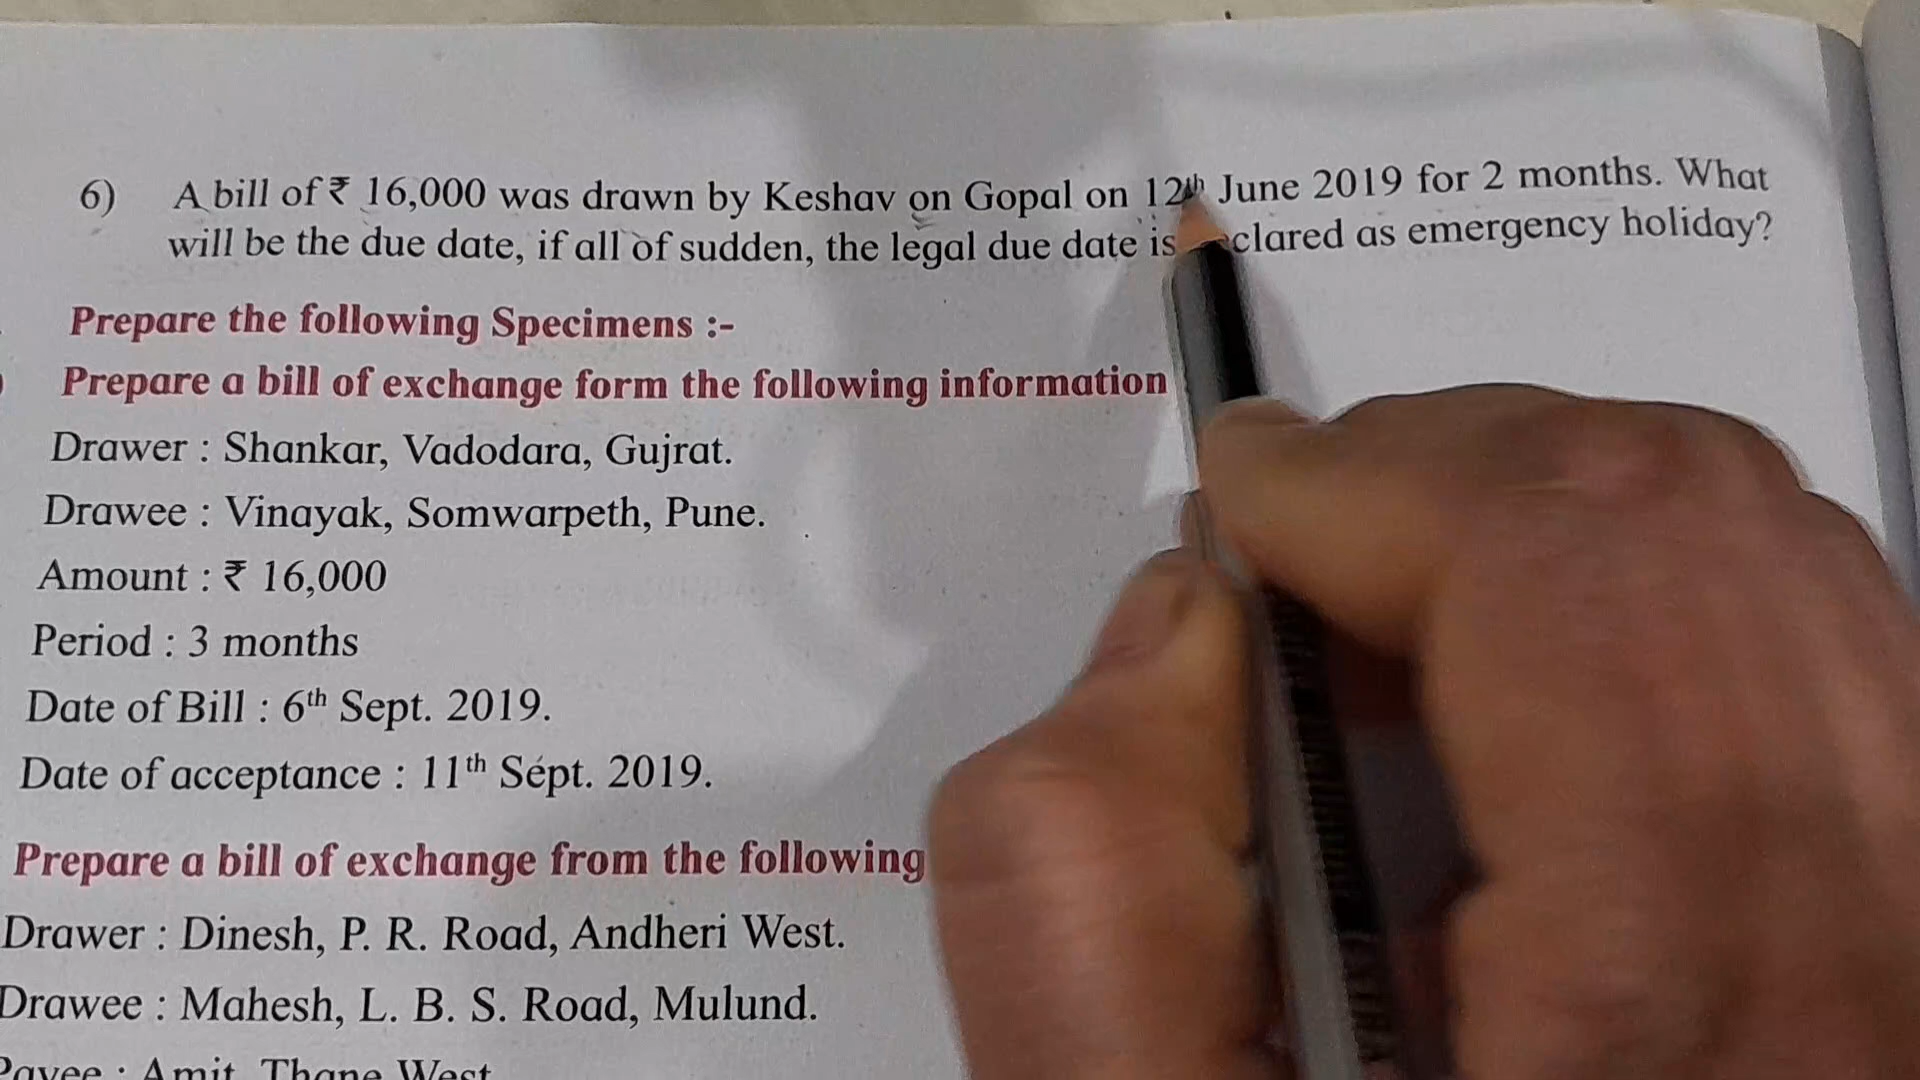 6) A bill of ₹ 16,000 was drawn by Keshav on Gopal on 12th June 2019 for 2 months. What
will be the due date, if all of sudden, the legal due date is clared as emergency holiday?
Prepare the following Specimens :-
Prepare a bill of exchange form the following information
Drawer : Shankar, Vadodara, Gujrat.
Drawee : Vinayak, Somwarpeth, Pune.
Amount : ₹ 16,000
Period : 3 months
Date of Bill : 6th Sept. 2019.
Date of acceptance : 11th Sept. 2019.
Prepare a bill of exchange from the following
Drawer : Dinesh, P. R. Road, Andheri West.
Drawee : Mahesh, L. B. S. Road, Mulund.
Payee : Amit, Thane West